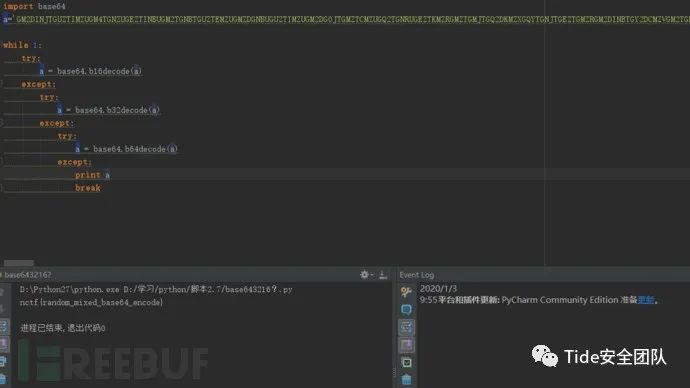 import base64
while 1:
try:
a = base64.b16decode(a)
except:
try:
a = base64.b32decode(a)
except:
try:
a = base64.b64decode(a)
except:
print a
break
base643216?
Event Log
D:\Python27\python.exe D:/学习/python/脚本2.7/base643216?.py
nctf{random_mixed_base64_encode}
进程已结束,退出代码0
2020/1/3
9:55 平台和插件更新: PyCharm Community Edition 准备更新.
REEBUF
Tide安全团队